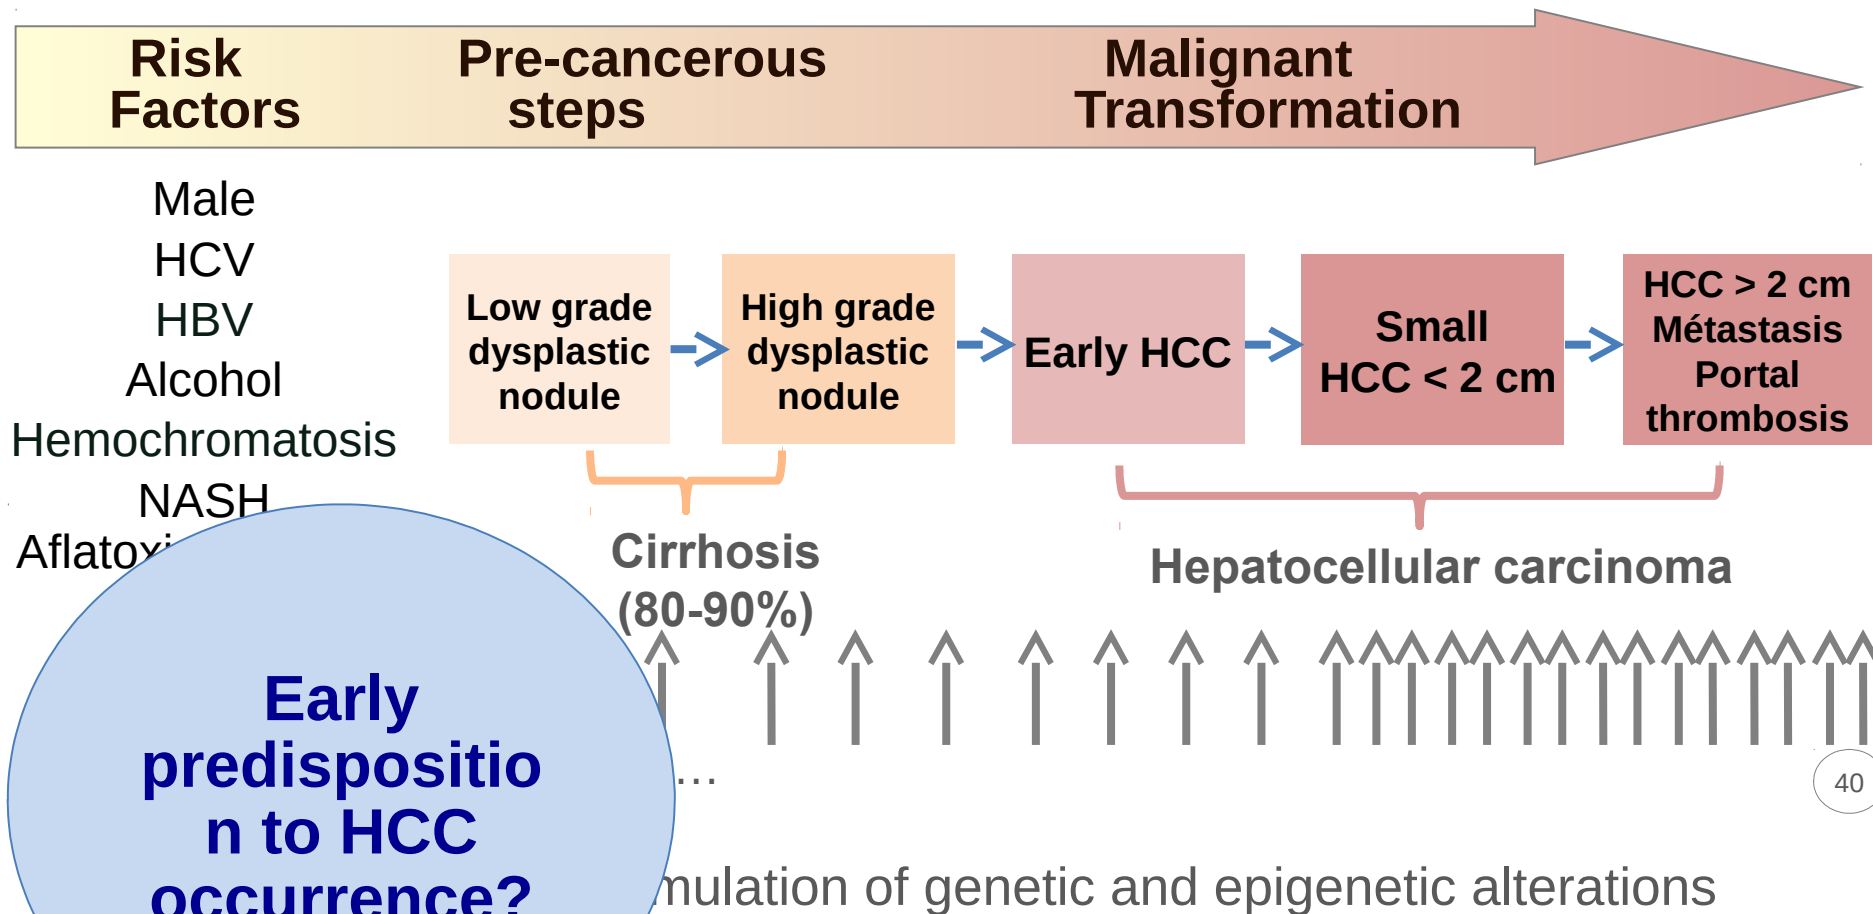 Risk
Factors
Pre-cancerous
steps
Malignant
Transformation
Male
HCV
HBV
Alcohol
Hemochromatosis
NASH
Low grade
dysplastic
nodule
High grade
dysplastic
nodule
Early HCC
Small
HCC < 2 cm
HCC > 2 cm
Métastasis
Portal
thrombosis
Cirrhosis
(80-90%)
Hepatocellular carcinoma
Early
predispositio
n to HCC
occurrence?
...
40
of genetic and epigenetic alterations